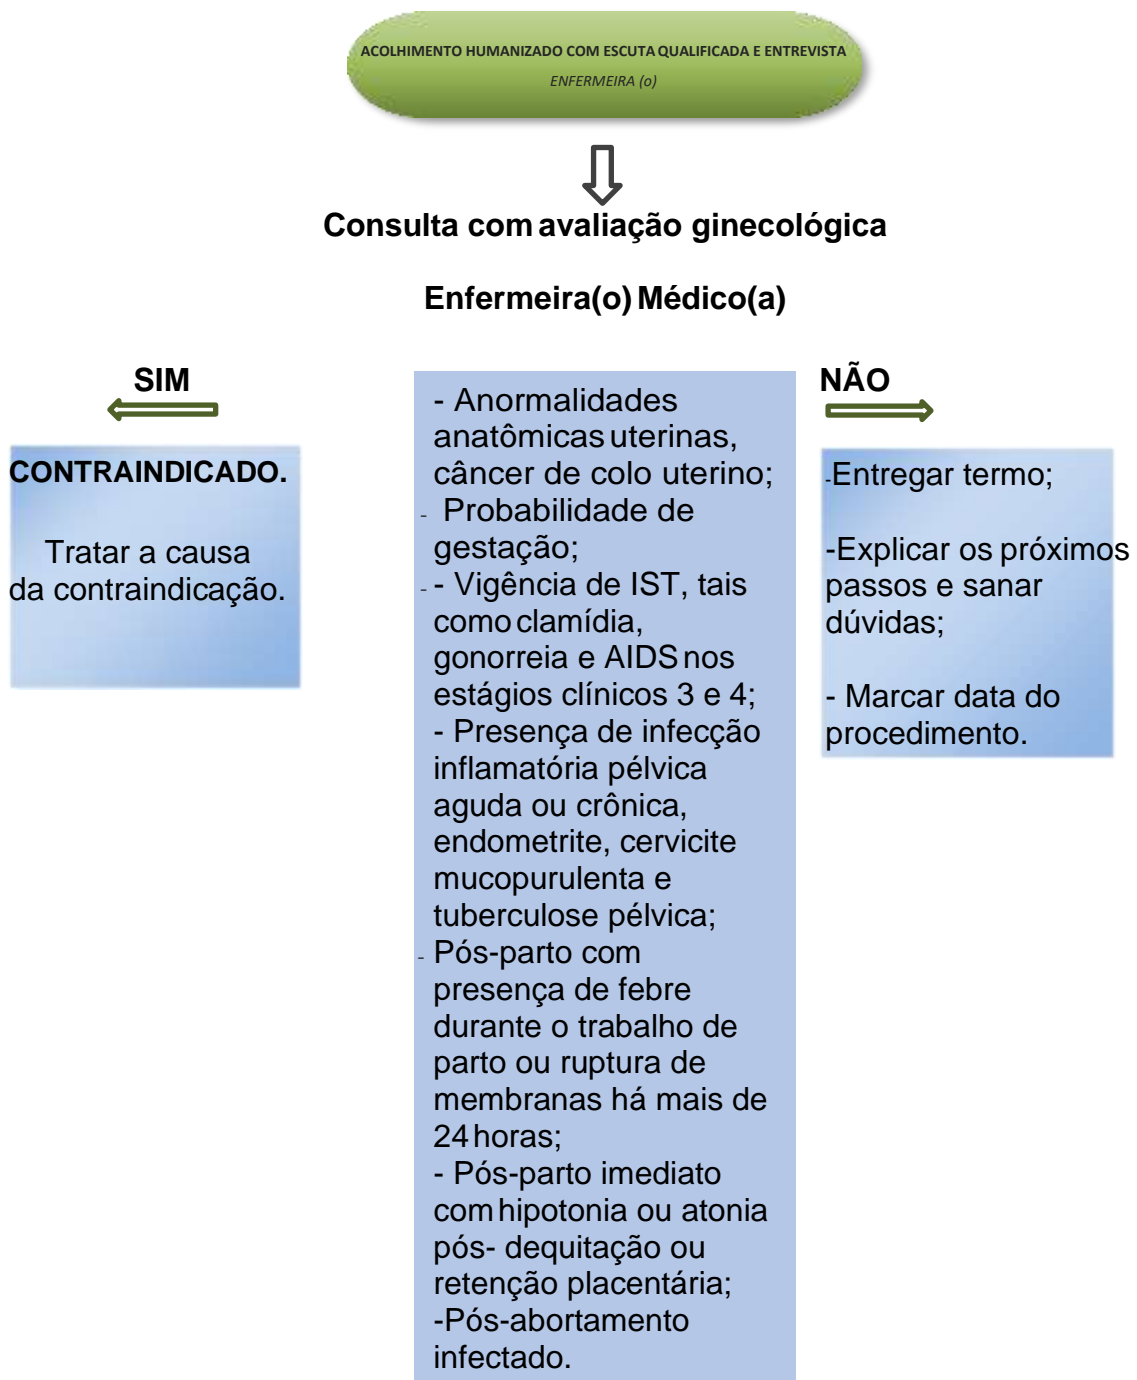 ACOLHIMENTO HUMANIZADO COM ESCUTA QUALIFICADA E ENTREVISTA
ENFERMEIRA (o)
Consulta com avaliação ginecológica
Enfermeira(o) Médico(a)
SIM
CONTRAINDICADO.
Tratar a causa
da contraindicação.
- Anormalidades
anatômicas uterinas,
câncer de colo uterino;
- Probabilidade de
gestação;
- - Vigência de IST, tais
como clamídia,
gonorreia e AIDS nos
estágios clínicos 3 e 4;
- Presença de infecção
inflamatória pélvica
aguda ou crônica,
endometrite, cervicite
mucopurulenta e
tuberculose pélvica;
- Pós-parto com
presença de febre
durante o trabalho de
parto ou ruptura de
membranas há mais de
24 horas;
- Pós-parto imediato
com hipotonia ou atonia
pós- dequitação ou
retenção placentária;
-Pós-abortamento
infectado.
NÃO
-Entregar termo;
-Explicar os próximos
passos e sanar
dúvidas;
- Marcar data do
procedimento.